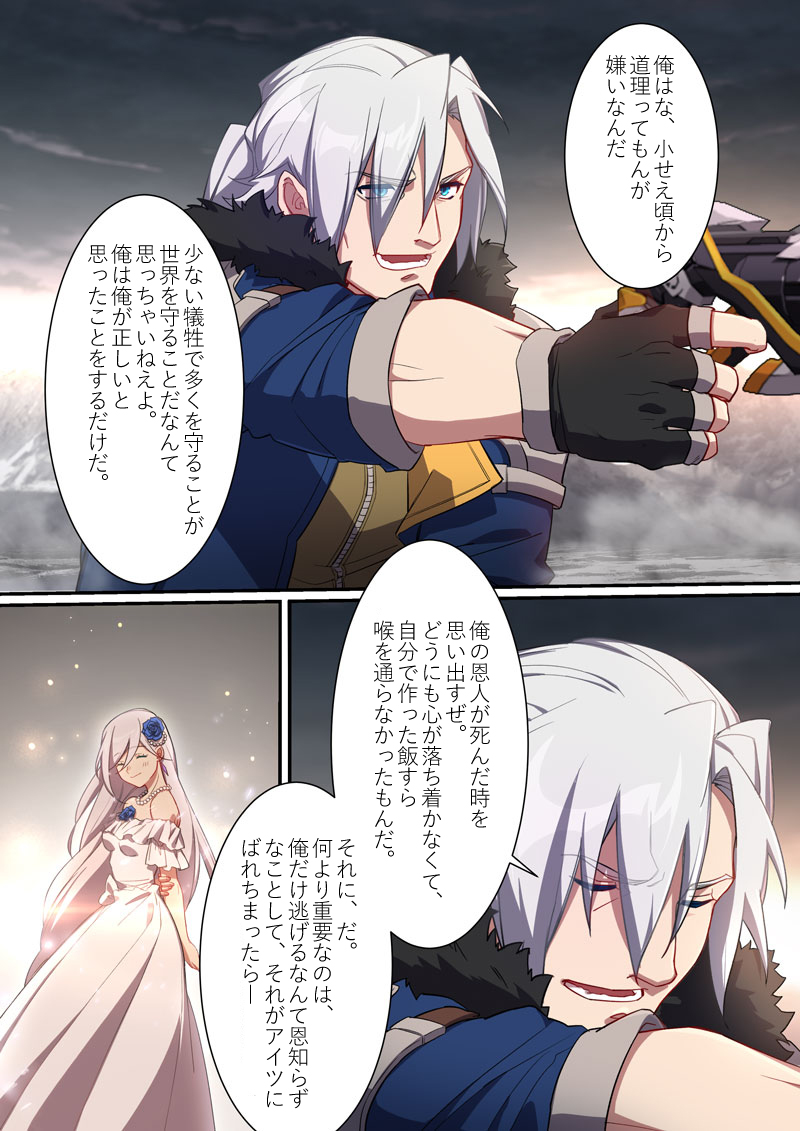 俺はな、小せえ頃から
道理ってもんが
嫌いなんだ
少ない犠牲で多くを守ることが
世界を守ることだなんて
思っちゃいねえよ。
俺は俺が正しいと
思ったことをするだけだ。
俺の恩人が死んだ時を
思い出すぜ。
どうにも心が落ち着かなくて、
自分で作った飯すら
喉を通らなかったもんだ。
それに、だ。
何より重要なのは、
俺だけ逃げるなんて恩知らず
なことして、それがアイツに
ばれちまったら—